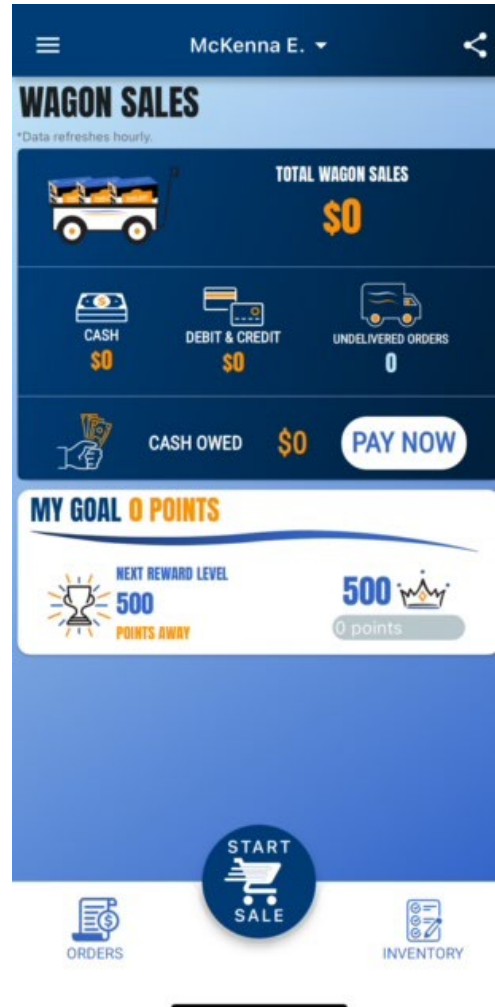 McKenna E.
WAGON SALES
*Data refreshes hourly.
TOTAL WAGON SALES
$0
CASH
$0
DEBIT & CREDIT
$0
UNDELIVERED ORDERS
0
CASH OWED $0 PAY NOW
MY GOAL 0 POINTS
NEXT REWARD LEVEL
500
POINTS AWAY
500
0 points
START
SALE
ORDERS
INVENTORY